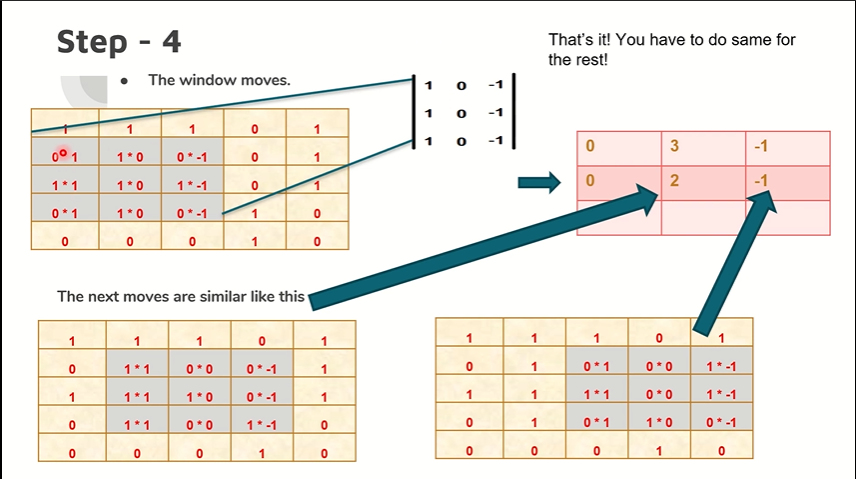 Step - 4
That's it! You have to do same for
the rest!
● The window moves.
1 0 -1
1 0 -1
1 0 -1
1 1 1 0 1
0 * 1 1 * 0 0 * -1 0 1
1 * 1 1 * 0 1 * -1 0 1
0 * 1 1 * 0 0 * -1 1 0
0 0 0 1 0
0 3 -1
0 2 -1
The next moves are similar like this
1 1 1 0 1
0 1 * 1 0 * 0 0 * -1 1
1 1 * 1 1 * 0 0 * -1 1
0 1 * 1 0 * 0 1 * -1 0
0 0 0 1 0
1 1 1 0 1
0 1 0 * 1 0 * 0 1 * -1
1 1 1 * 1 0 * 0 1 * -1
0 1 0 * 1 1 * 0 0 * -1
0 0 0 1 0